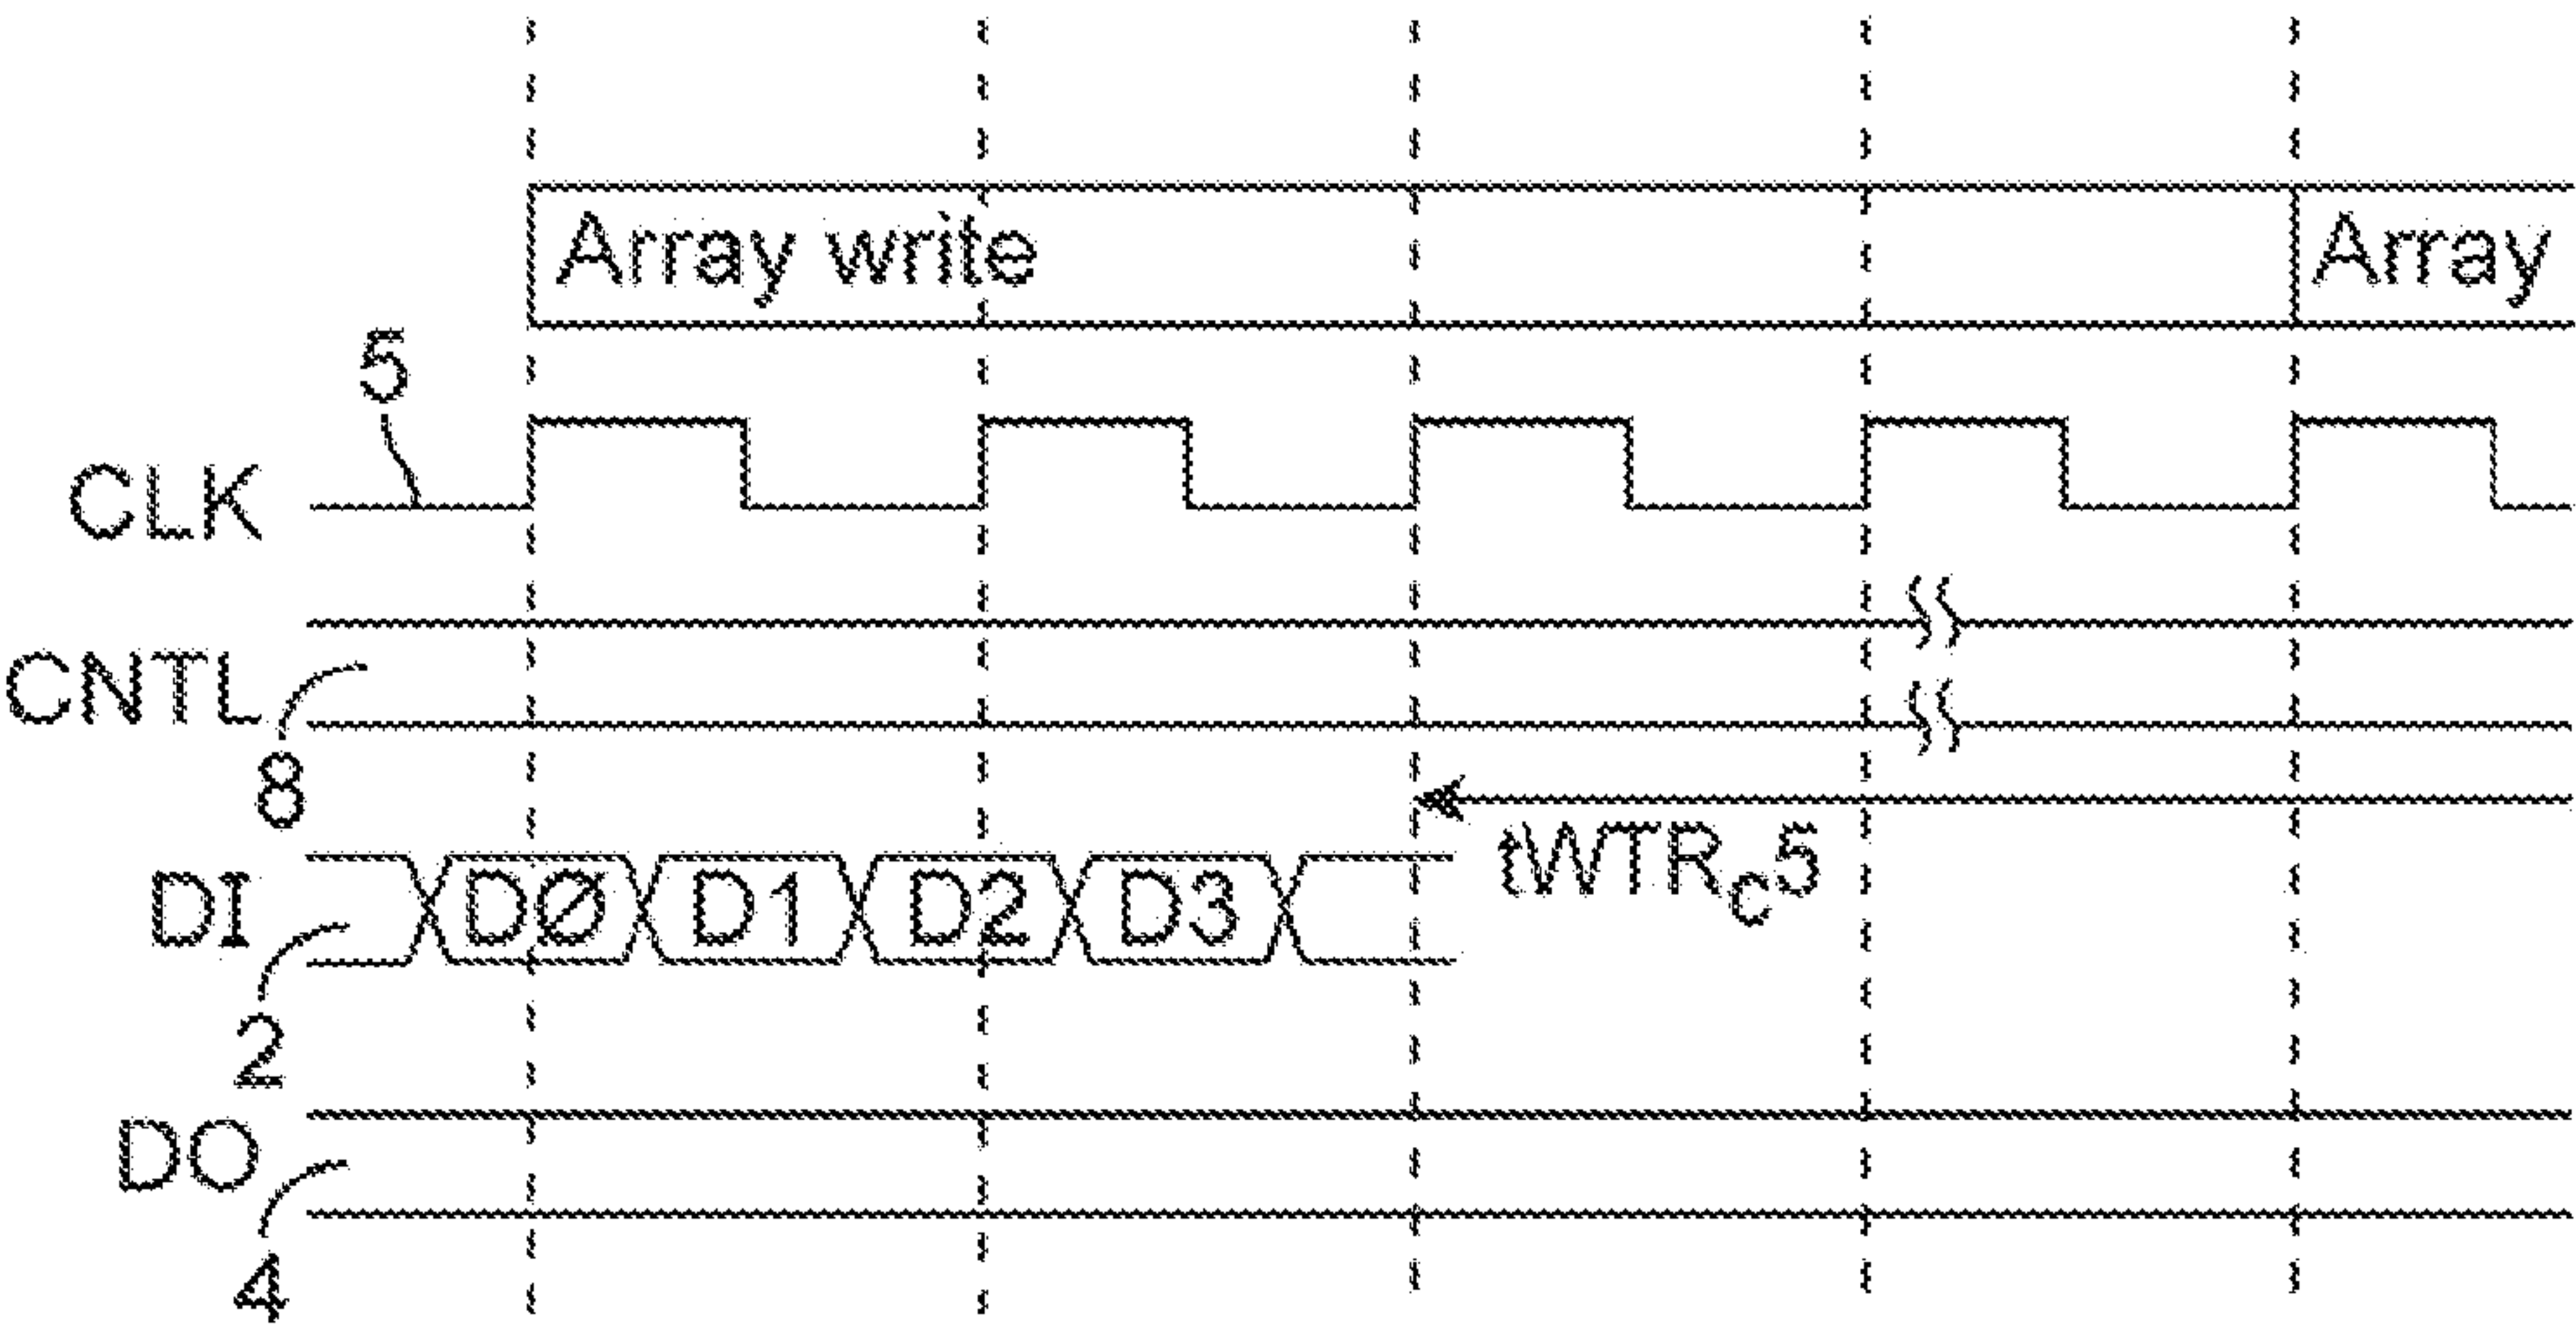 Array write Array
5
CLK
CNTL
8
tWTRC5
DI DØ D1 D2 D3
2
DO
4